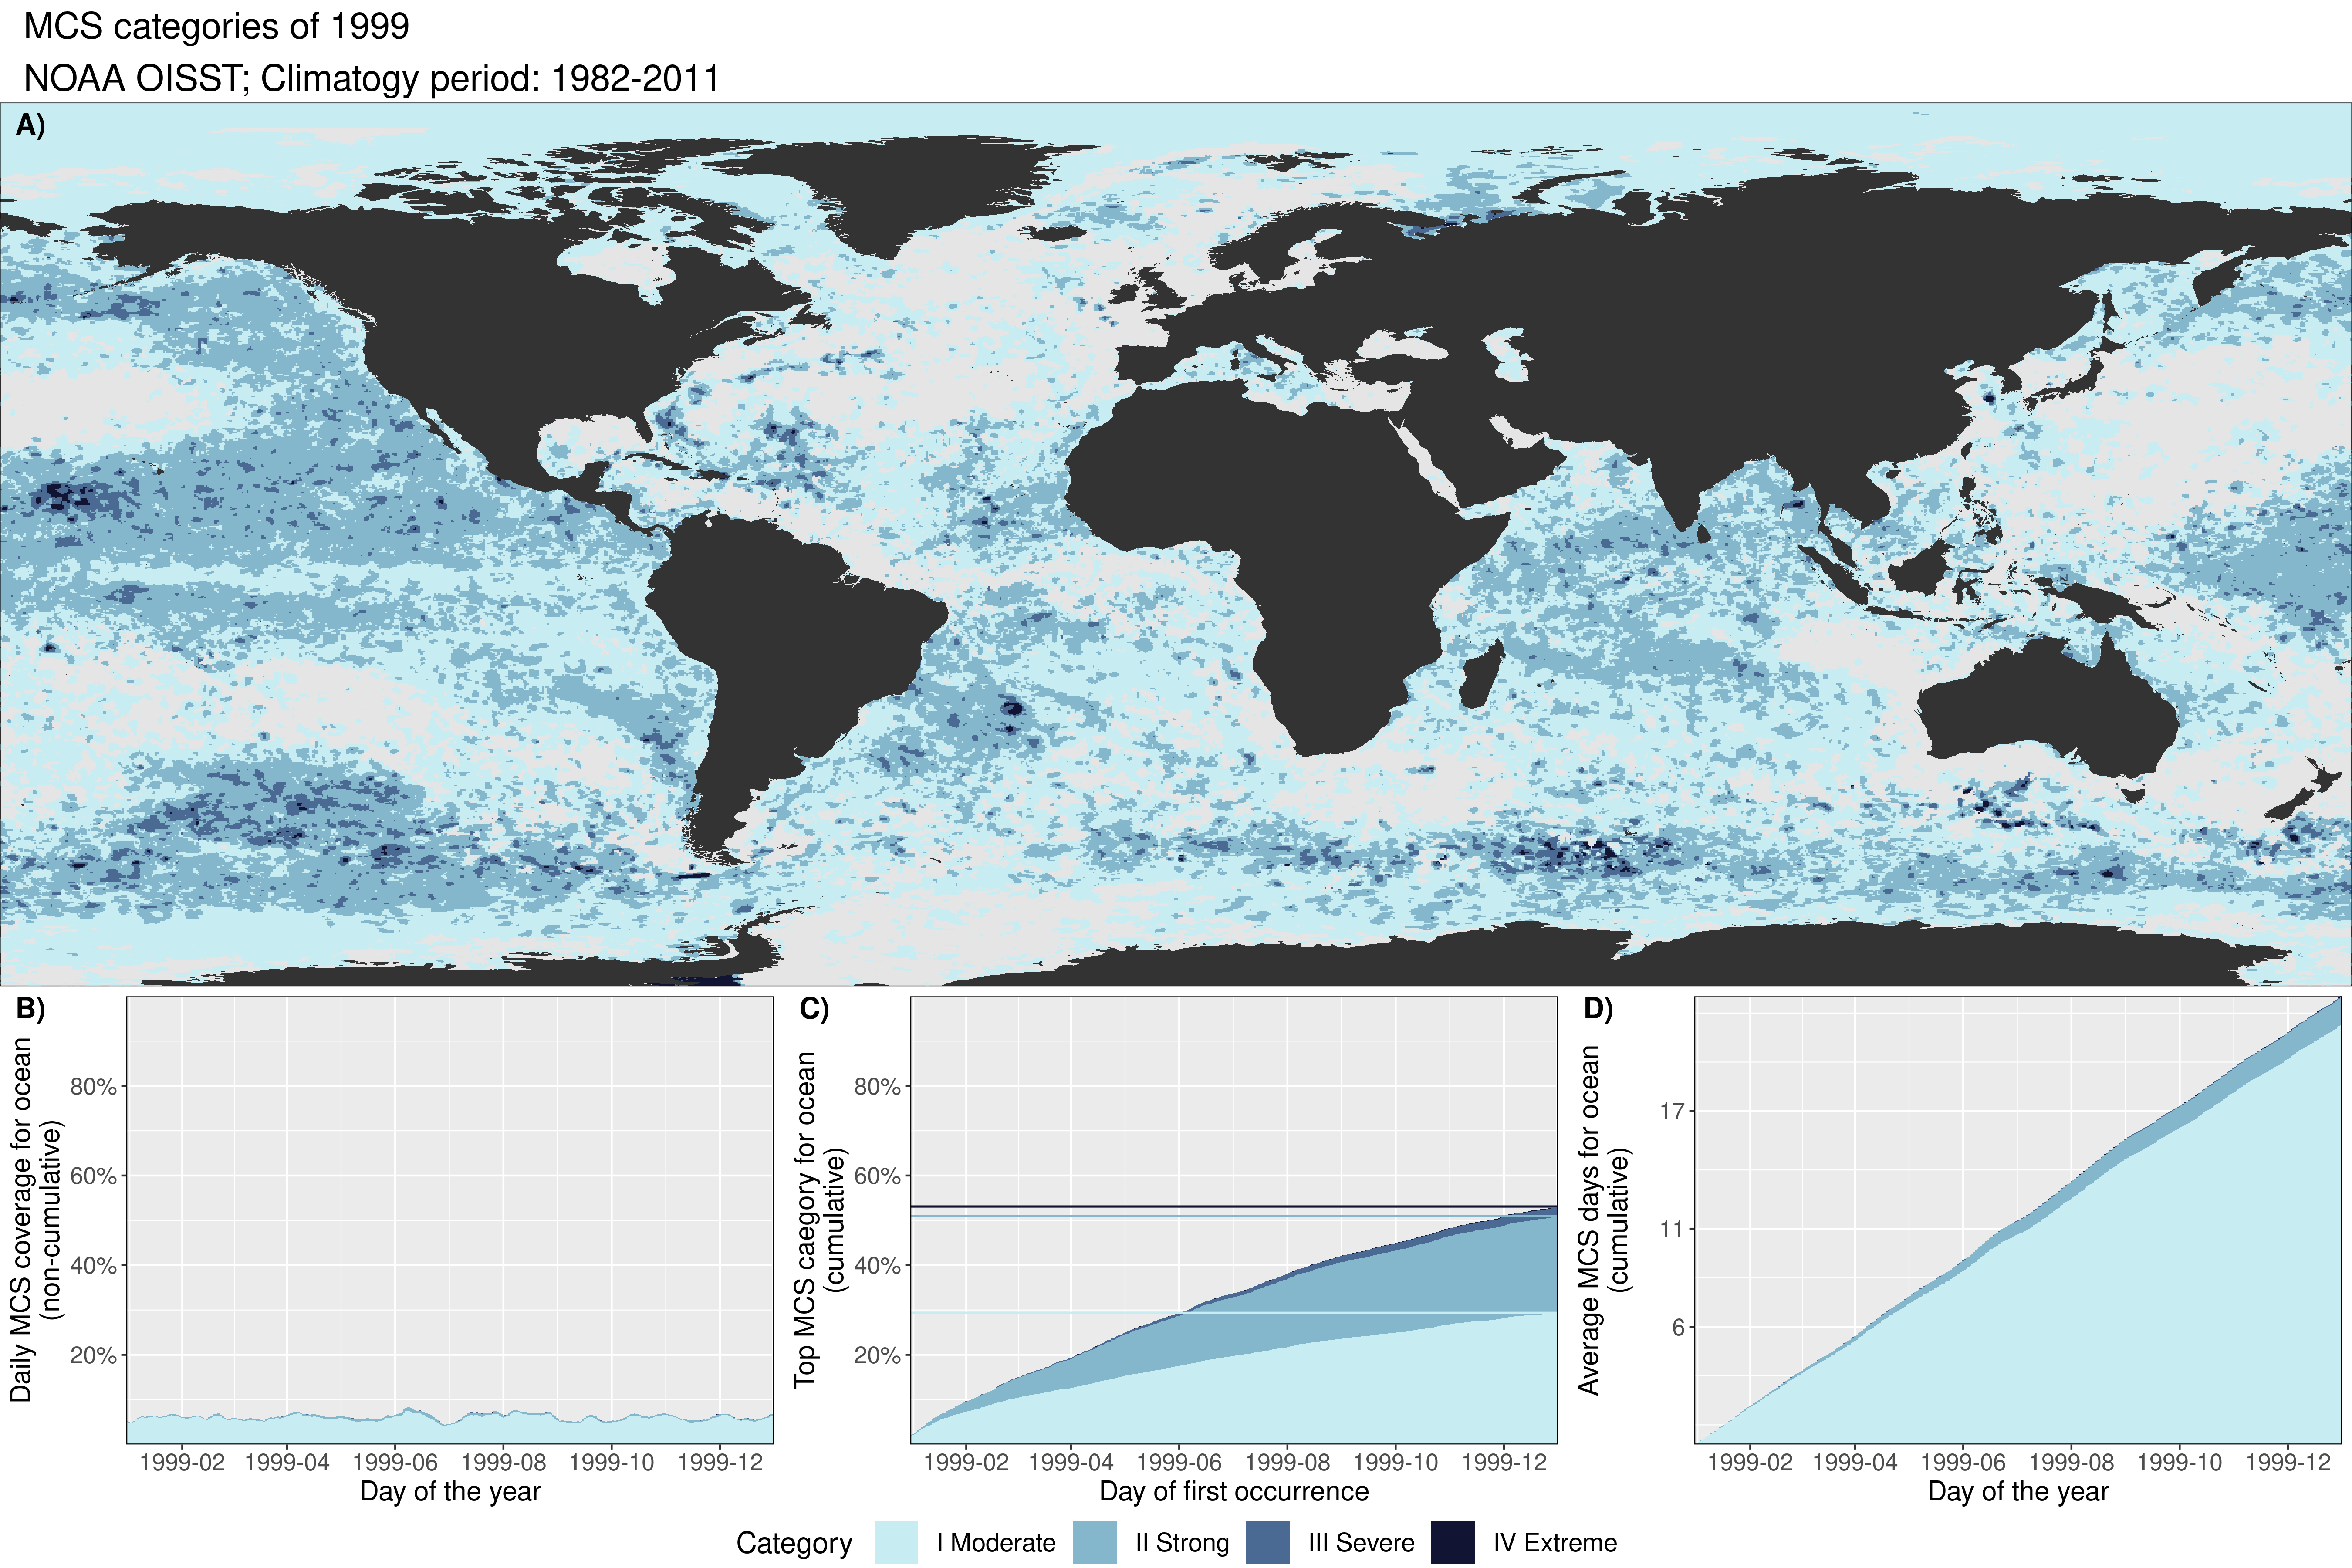 MCS categories of 1999
NOAA OISST; Climatogy period: 1982-2011
A)
B)
Daily MCS coverage for ocean
(non-cumulative)
80%
60%
40%
20%
1999-02 1999-04 1999-06 1999-08 1999-10 1999-12
Day of the year
C)
Top MCS category for ocean
(cumulative)
80%
60%
40%
20%
1999-02 1999-04 1999-06 1999-08 1999-10 1999-12
Day of first occurrence
D)
Average MCS days for ocean
(cumulative)
17
11
6
1999-02 1999-04 1999-06 1999-08 1999-10 1999-12
Day of the year
Category I Moderate II Strong III Severe IV Extreme